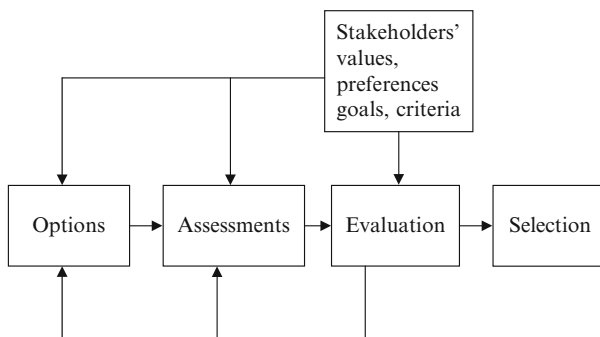 Stakeholders'
values,
preferences
goals, criteria
Options
Assessments
Evaluation
Selection